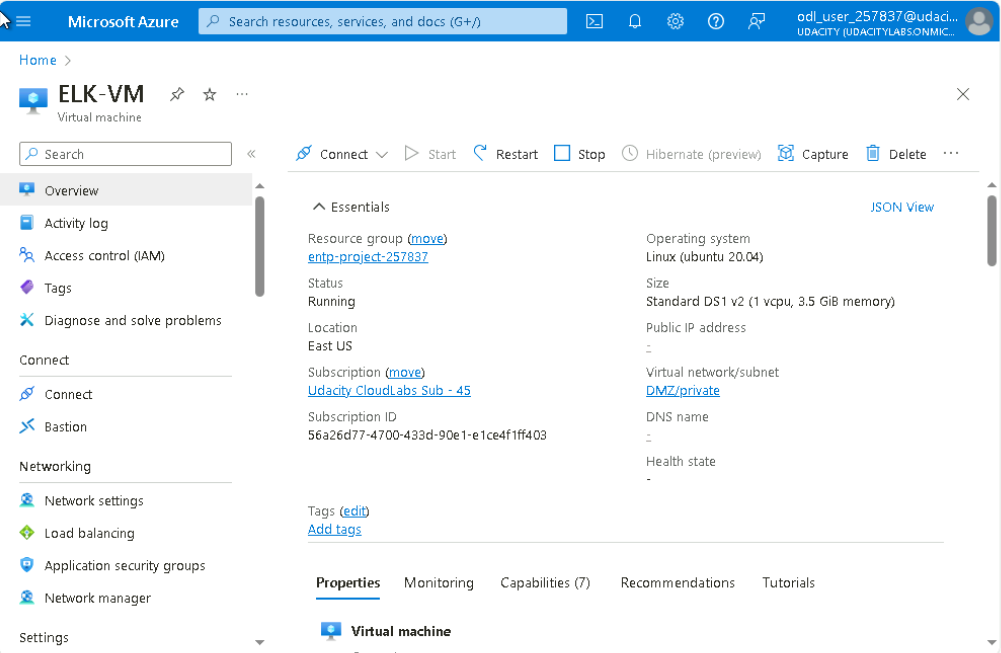 Microsoft Azure
Search resources, services, and docs (G+/)
odl_user_257837@udaci...
UDACITY (UDACITYLABS.ONMIC...
Home >
ELK-VM
Virtual machine
Search
Connect
Start
Restart
Stop
Hibernate (preview)
Capture
Delete
Overview
Activity log
Access control (IAM)
Tags
Diagnose and solve problems
Connect
Connect
Bastion
Networking
Network settings
Load balancing
Application security groups
Network manager
Settings
Essentials
JSON View
Resource group (move)
entp-project-257837
Status
Running
Location
East US
Subscription (move)
Udacity CloudLabs Sub - 45
Subscription ID
56a26d77-4700-433d-90e1-e1ce4f1ff403
Operating system
Linux (ubuntu 20.04)
Size
Standard DS1 v2 (1 vcpu, 3.5 GiB memory)
Public IP address
-
Virtual network/subnet
DMZ/private
DNS name
-
Health state
-
Tags (edit)
Add tags
Properties
Monitoring
Capabilities (7)
Recommendations
Tutorials
Virtual machine